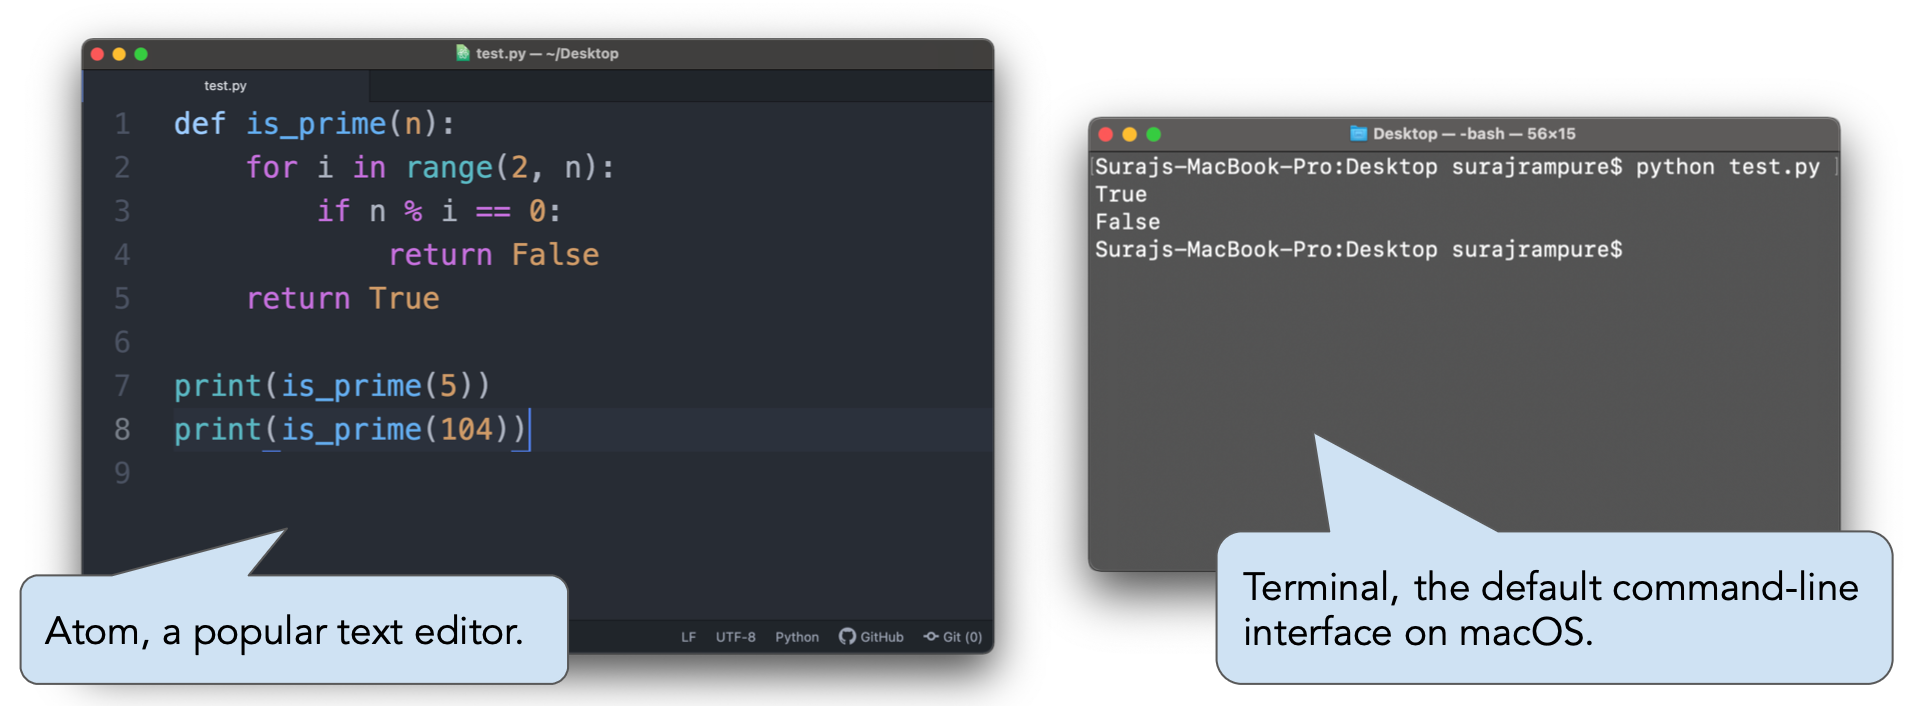 test.py — ~/Desktop
test.py
1 def is_prime(n):
2     for i in range(2, n):
3         if n % i == 0:
4             return False
5     return True
6
7 print(is_prime(5))
8 print(is_prime(104))
9
LF UTF-8 Python GitHub Git (0)
Atom, a popular text editor.
Desktop — -bash — 56×15
[Surajs-MacBook-Pro:Desktop surajrampure$ python test.py ]
True
False
Surajs-MacBook-Pro:Desktop surajrampure$
Terminal, the default command-line
interface on macOS.